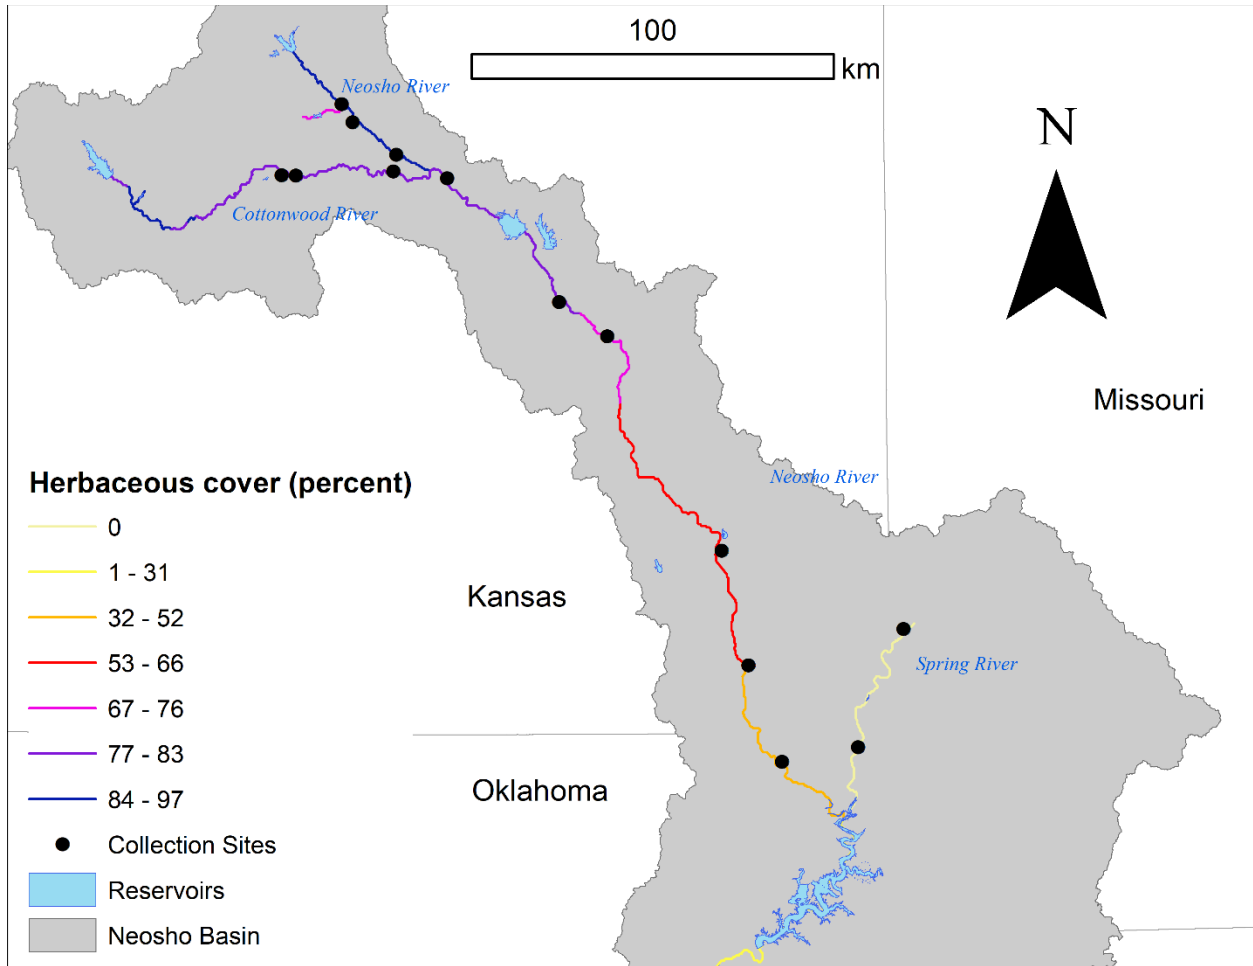 100
km
Neosho River
N
Cottonwood River
Missouri
Neosho River
Herbaceous cover (percent)
0
1 - 31
32 - 52
53 - 66
67 - 76
77 - 83
84 - 97
Collection Sites
Reservoirs
Neosho Basin
Kansas
Spring River
Oklahoma